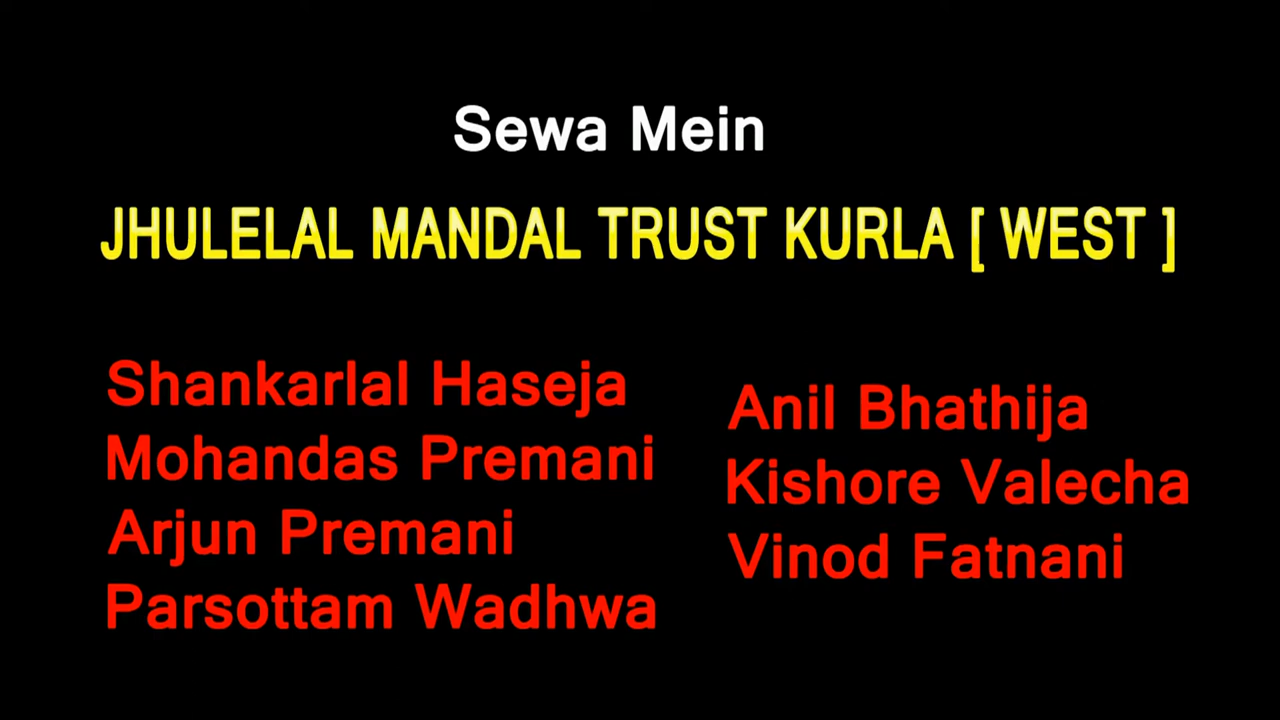 Sewa Mein
JHULELAL MANDAL TRUST KURLA [ WEST ]
Shankarlal Haseja
Mohandas Premani
Arjun Premani
Parsottam Wadhwa
Anil Bhathija
Kishore Valecha
Vinod Fatnani